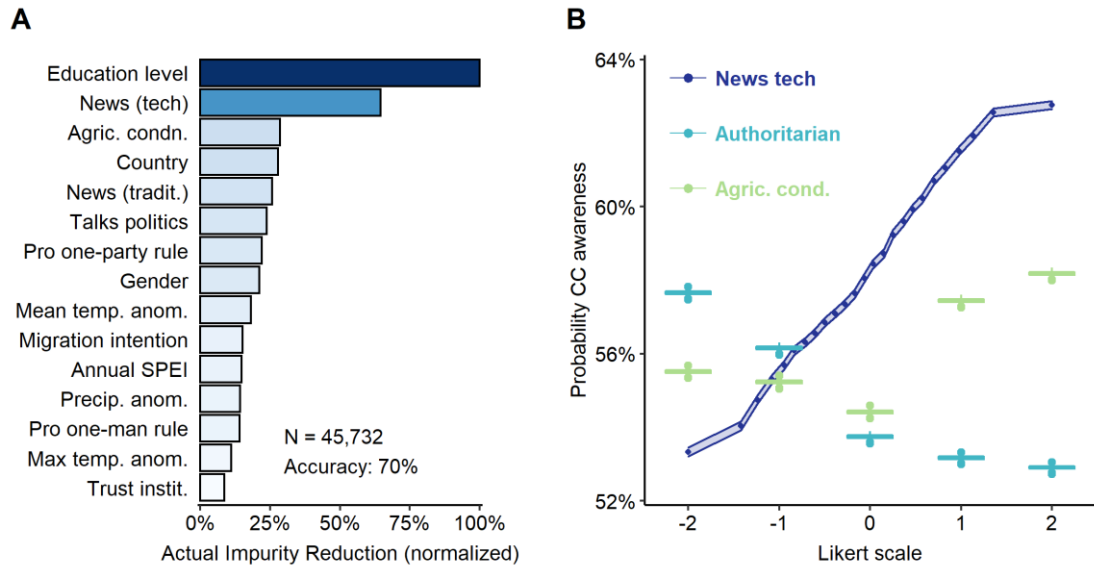 A
Education level
News (tech)
Agric. condn.
Country
News (tradit.)
Talks politics
Pro one-party rule
Gender
Mean temp. anom.
Migration intention
Annual SPEI
Precip. anom.
Pro one-man rule
Max temp. anom.
Trust instit.
N = 45,732
Accuracy: 70%
0%
25%
50%
75%
100%
Actual Impurity Reduction (normalized)
B
Probability CC awareness
64%
60%
56%
52%
News tech
Authoritarian
Agric. cond.
-2
-1
0
1
2
Likert scale